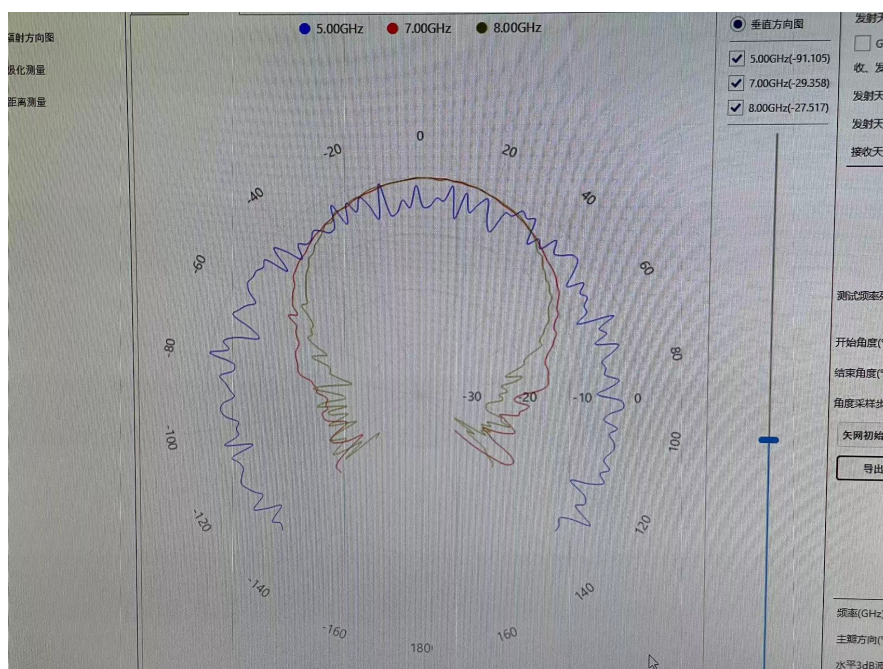 辐射方向图
极化测量
距离测量
5.00GHz 7.00GHz 8.00GHz
0
-20 20
-40 40
-60 60
-80 80
-30 -20 -10 0
-100 100
-120 120
-140 140
-160 160
180
垂直方向图
5.00GHz(-91.105)
7.00GHz(-29.358)
8.00GHz(-27.517)
发射天
G
收、发
发射天
发射天
接收天
测试频率
开始角度(°
结束角度(°
角度采样步
矢网初始
导出
频率(GHz)
主瓣方向(°
水平3dB